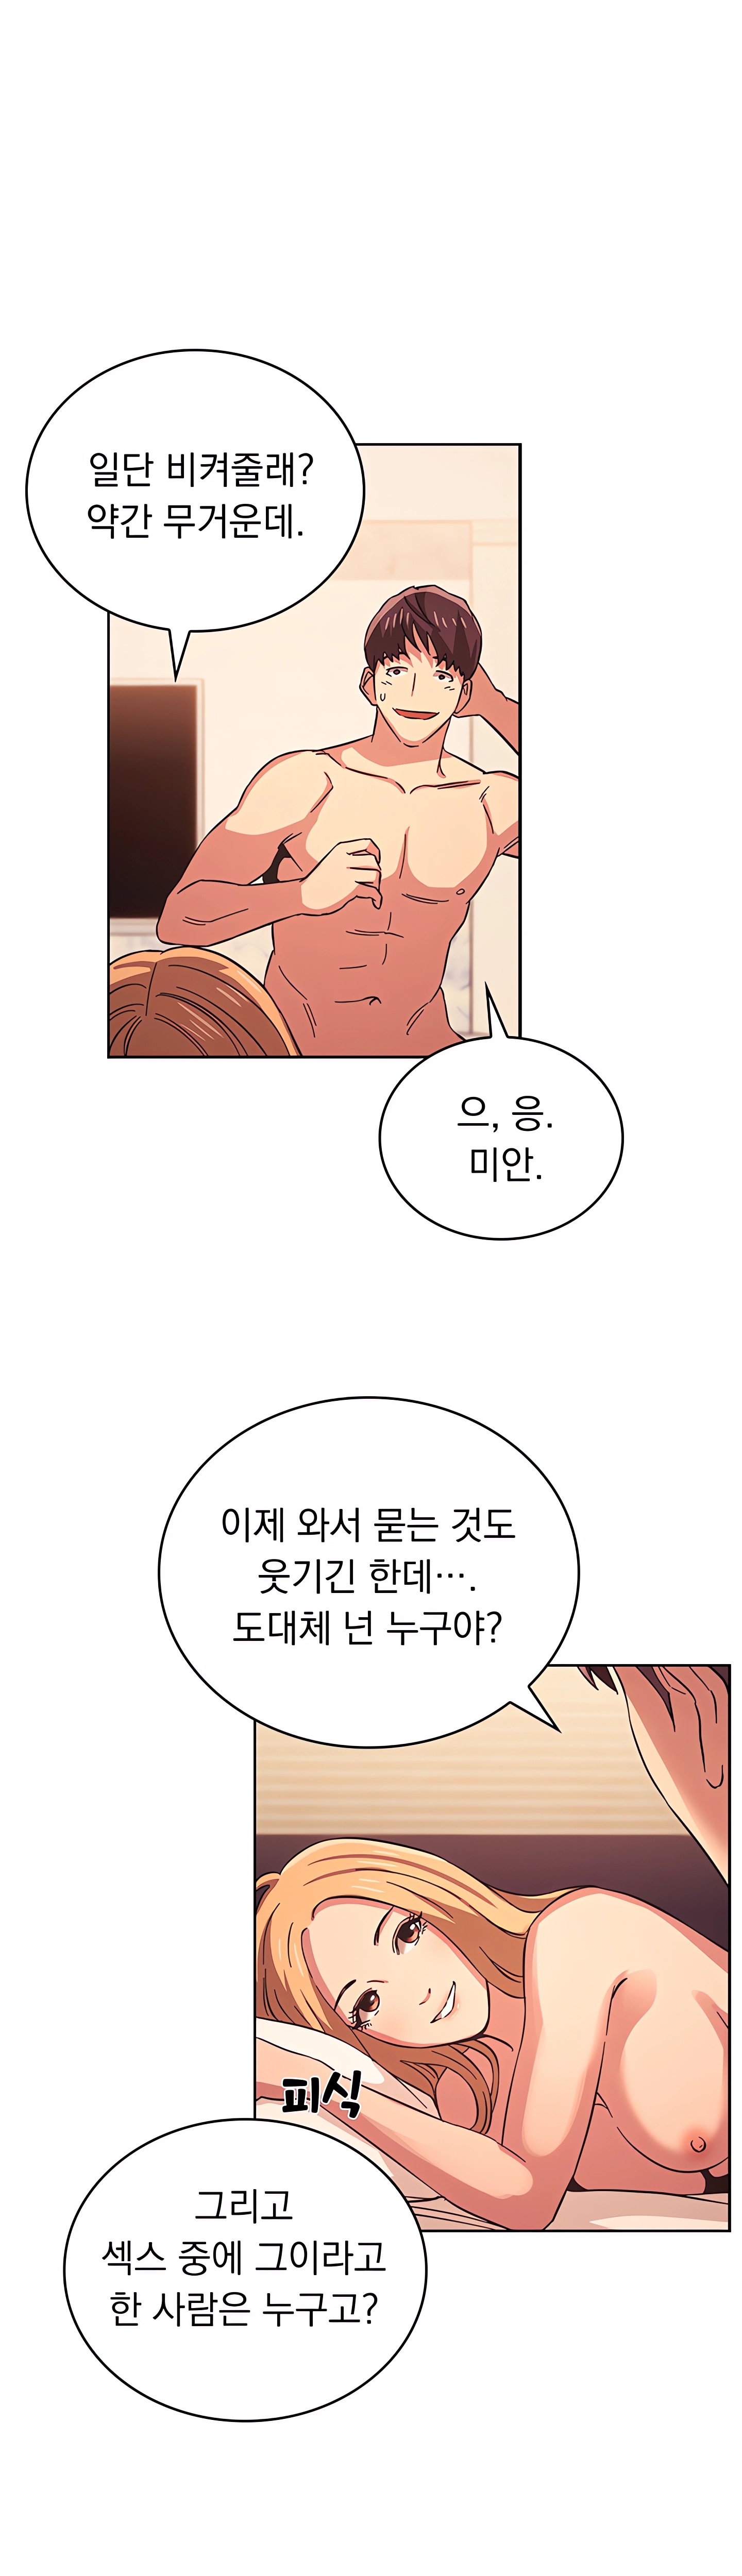 일단 비켜줄래?
약간 무거운데.
으, 응.
미안.
이제 와서 묻는 것도
웃기긴 한데….
도대체 넌 누구야?
피식
그리고
섹스 중에 그이라고
한 사람은 누구고?